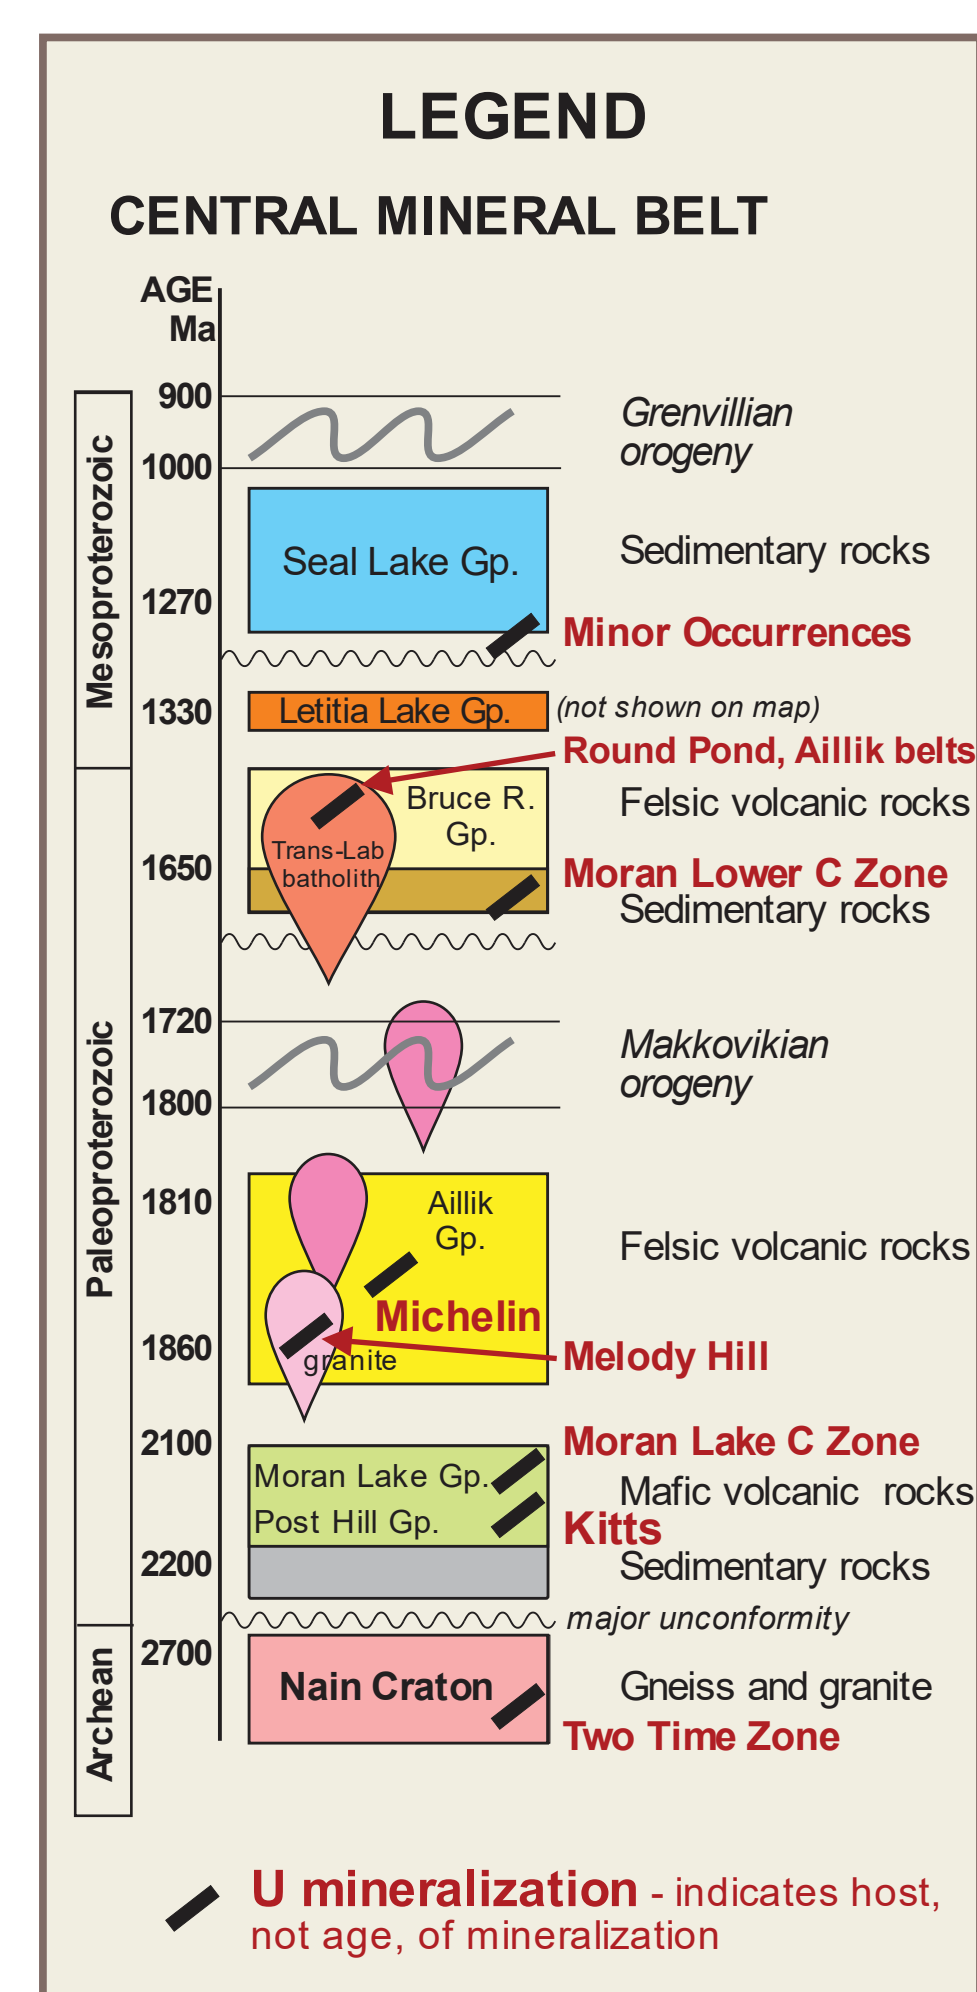 LEGEND
CENTRAL MINERAL BELT
AGE
Ma
900
Grenvillian
orogeny
1000
Mesoproterozoic
Seal Lake Gp.
Sedimentary rocks
1270
Minor Occurrences
1330
Letitia Lake Gp.
(not shown on map)
Round Pond, Aillik belts
Bruce R.
Gp.
Felsic volcanic rocks
Trans-Lab
batholith
1650
Moran Lower C Zone
Sedimentary rocks
1720
Makkovikian
orogeny
1800
Paleoproterozoic
1810
Aillik
Gp.
Felsic volcanic rocks
Michelin
1860
granite
Melody Hill
2100
Moran Lake C Zone
Moran Lake Gp.
Mafic volcanic rocks
Post Hill Gp.
Kitts
2200
Sedimentary rocks
major unconformity
2700
Archean
Nain Craton
Gneiss and granite
Two Time Zone
U mineralization - indicates host,
not age, of mineralization